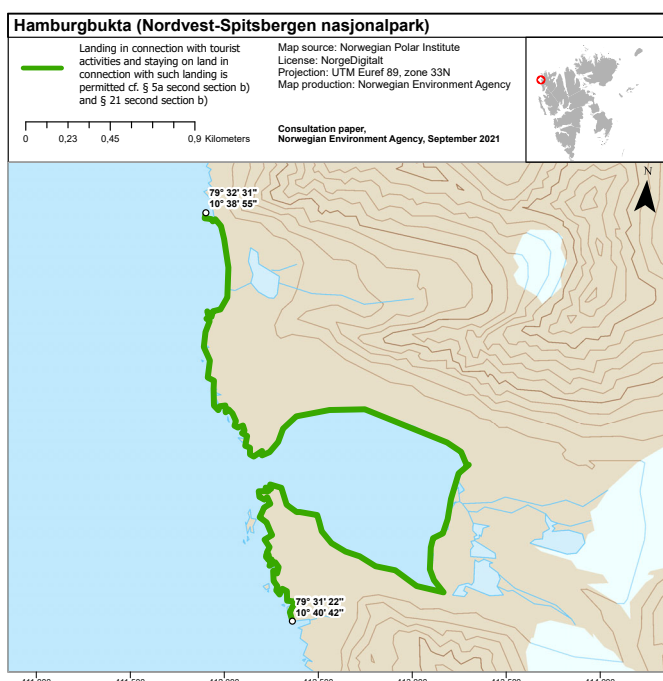 Hamburgbukta (Nordvest-Spitsbergen nasjonalpark)
Landing in connection with tourist
activities and staying on land in
connection with such landing is
permitted cf. § 5a second section b)
and § 21 second section b)
0 0,23 0,45 0,9 Kilometers
Map source: Norwegian Polar Institute
License: NorgeDigitalt
Projection: UTM Euref 89, zone 33N
Map production: Norwegian Environment Agency
Consultation paper,
Norwegian Environment Agency, September 2021
N
79° 32' 31"
10° 38' 55"
79° 31' 22"
10° 40' 42"